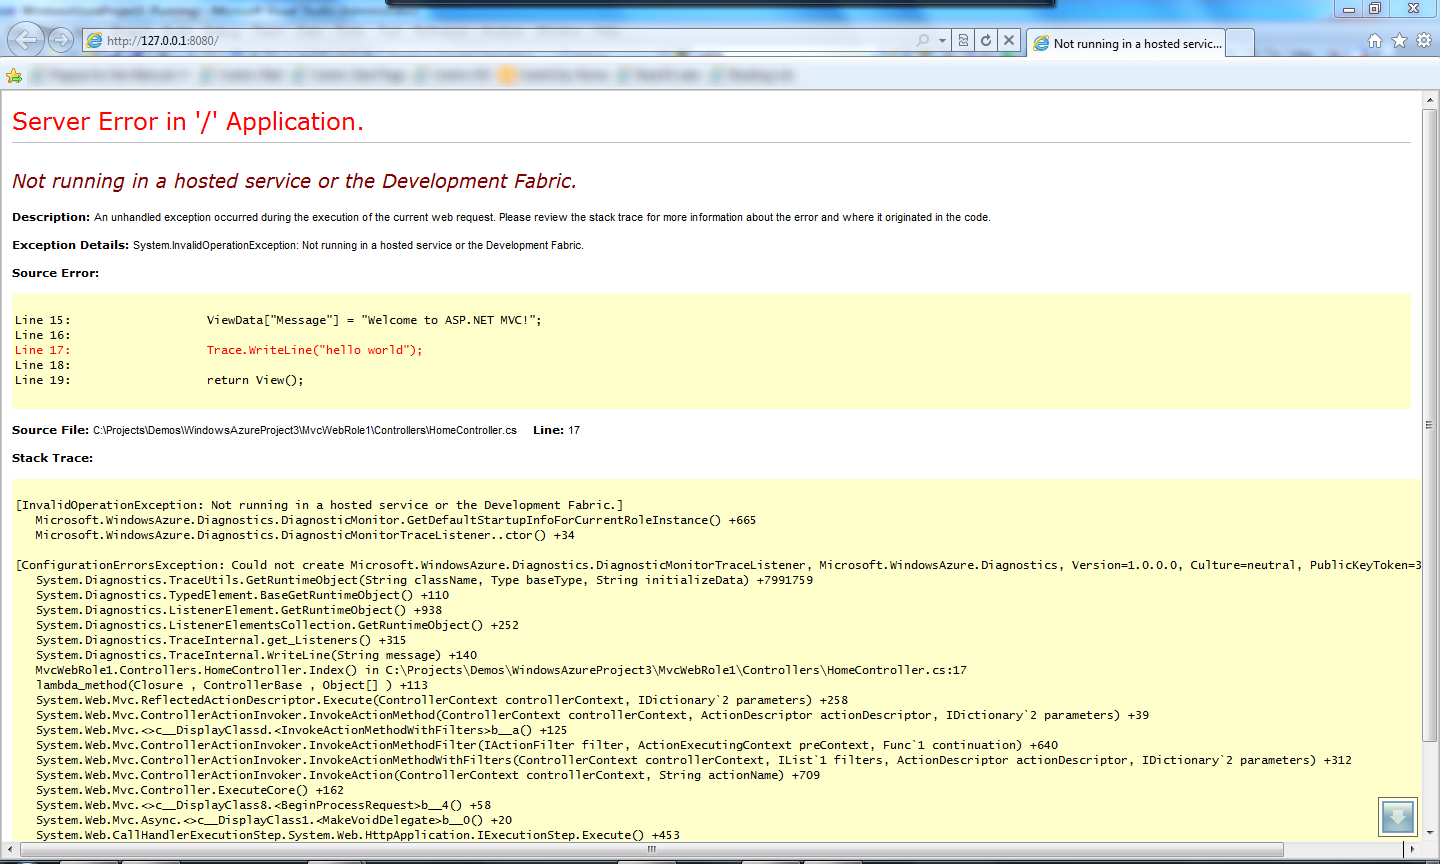 http://127.0.0.1:8080/
Not running in a hosted servic...
Server Error in '/' Application.
Not running in a hosted service or the Development Fabric.
Description: An unhandled exception occurred during the execution of the current web request. Please review the stack trace for more information about the error and where it originated in the code.
Exception Details: System.InvalidOperationException: Not running in a hosted service or the Development Fabric.
Source Error:
Line 15: ViewData["Message"] = "Welcome to ASP.NET MVC!";
Line 16:
Line 17: Trace.WriteLine("hello world");
Line 18:
Line 19: return View();
Source File: C:\Projects\Demos\WindowsAzureProject3\MvcWebRole1\Controllers\HomeController.cs Line: 17
Stack Trace:
[InvalidOperationException: Not running in a hosted service or the Development Fabric.]
Microsoft.WindowsAzure.Diagnostics.DiagnosticMonitor.GetDefaultStartupInfoForCurrentRoleInstance() +665
Microsoft.WindowsAzure.Diagnostics.DiagnosticMonitorTraceListener..ctor() +34
[ConfigurationErrorsException: Could not create Microsoft.WindowsAzure.Diagnostics.DiagnosticMonitorTraceListener, Microsoft.WindowsAzure.Diagnostics, Version=1.0.0.0, Culture=neutral, PublicKeyToken=3
System.Diagnostics.TraceUtils.GetRuntimeObject(String className, Type baseType, String initializeData) +7991759
System.Diagnostics.TypedElement.BaseGetRuntimeObject() +110
System.Diagnostics.ListenerElement.GetRuntimeObject() +938
System.Diagnostics.ListenerElementsCollection.GetRuntimeObject() +252
System.Diagnostics.TraceInternal.get_Listeners() +315
System.Diagnostics.TraceInternal.WriteLine(String message) +140
MvcWebRole1.Controllers.HomeController.Index() in C:\Projects\Demos\WindowsAzureProject3\MvcWebRole1\Controllers\HomeController.cs:17
lambda_method(Closure , ControllerBase , Object[] ) +113
System.Web.Mvc.ReflectedActionDescriptor.Execute(ControllerContext controllerContext, IDictionary`2 parameters) +258
System.Web.Mvc.ControllerActionInvoker.InvokeActionMethod(ControllerContext controllerContext, ActionDescriptor actionDescriptor, IDictionary`2 parameters) +39
System.Web.Mvc.<>c__DisplayClassd.<InvokeActionMethodWithFilters>b__a() +125
System.Web.Mvc.ControllerActionInvoker.InvokeActionMethodFilter(IActionFilter filter, ActionExecutingContext preContext, Func`1 continuation) +640
System.Web.Mvc.ControllerActionInvoker.InvokeActionMethodWithFilters(ControllerContext controllerContext, IList`1 filters, ActionDescriptor actionDescriptor, IDictionary`2 parameters) +312
System.Web.Mvc.ControllerActionInvoker.InvokeAction(ControllerContext controllerContext, String actionName) +709
System.Web.Mvc.Controller.ExecuteCore() +162
System.Web.Mvc.<>c__DisplayClass8.<BeginProcessRequest>b__4() +58
System.Web.Mvc.Async.<>c__DisplayClass1.<MakeVoidDelegate>b__0() +20
System.Web.CallHandlerExecutionStep.System.Web.HttpApplication.IExecutionStep.Execute() +453